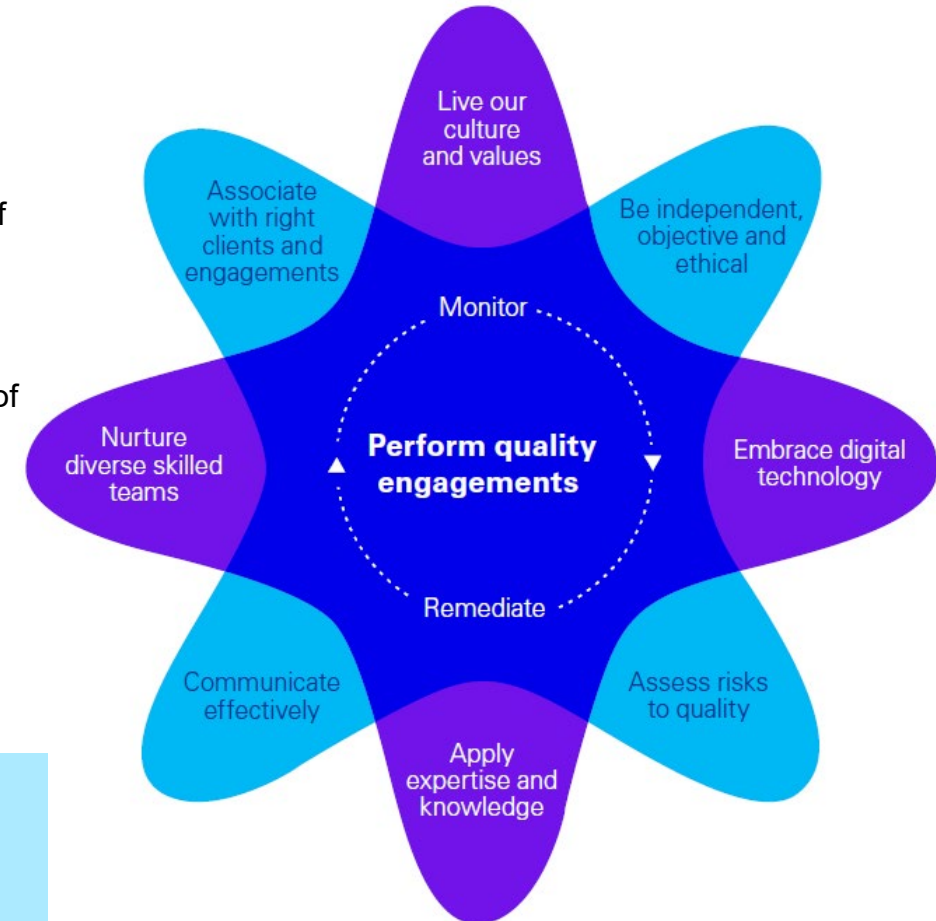 Live our
culture
and values
Be independent,
objective and
ethical
Embrace digital
technology
Assess risks
to quality
Apply
expertise and
knowledge
Communicate
effectively
Nurture
diverse skilled
teams
Associate
with right
clients and
engagements
Monitor
Perform quality
engagements
Remediate
f
of